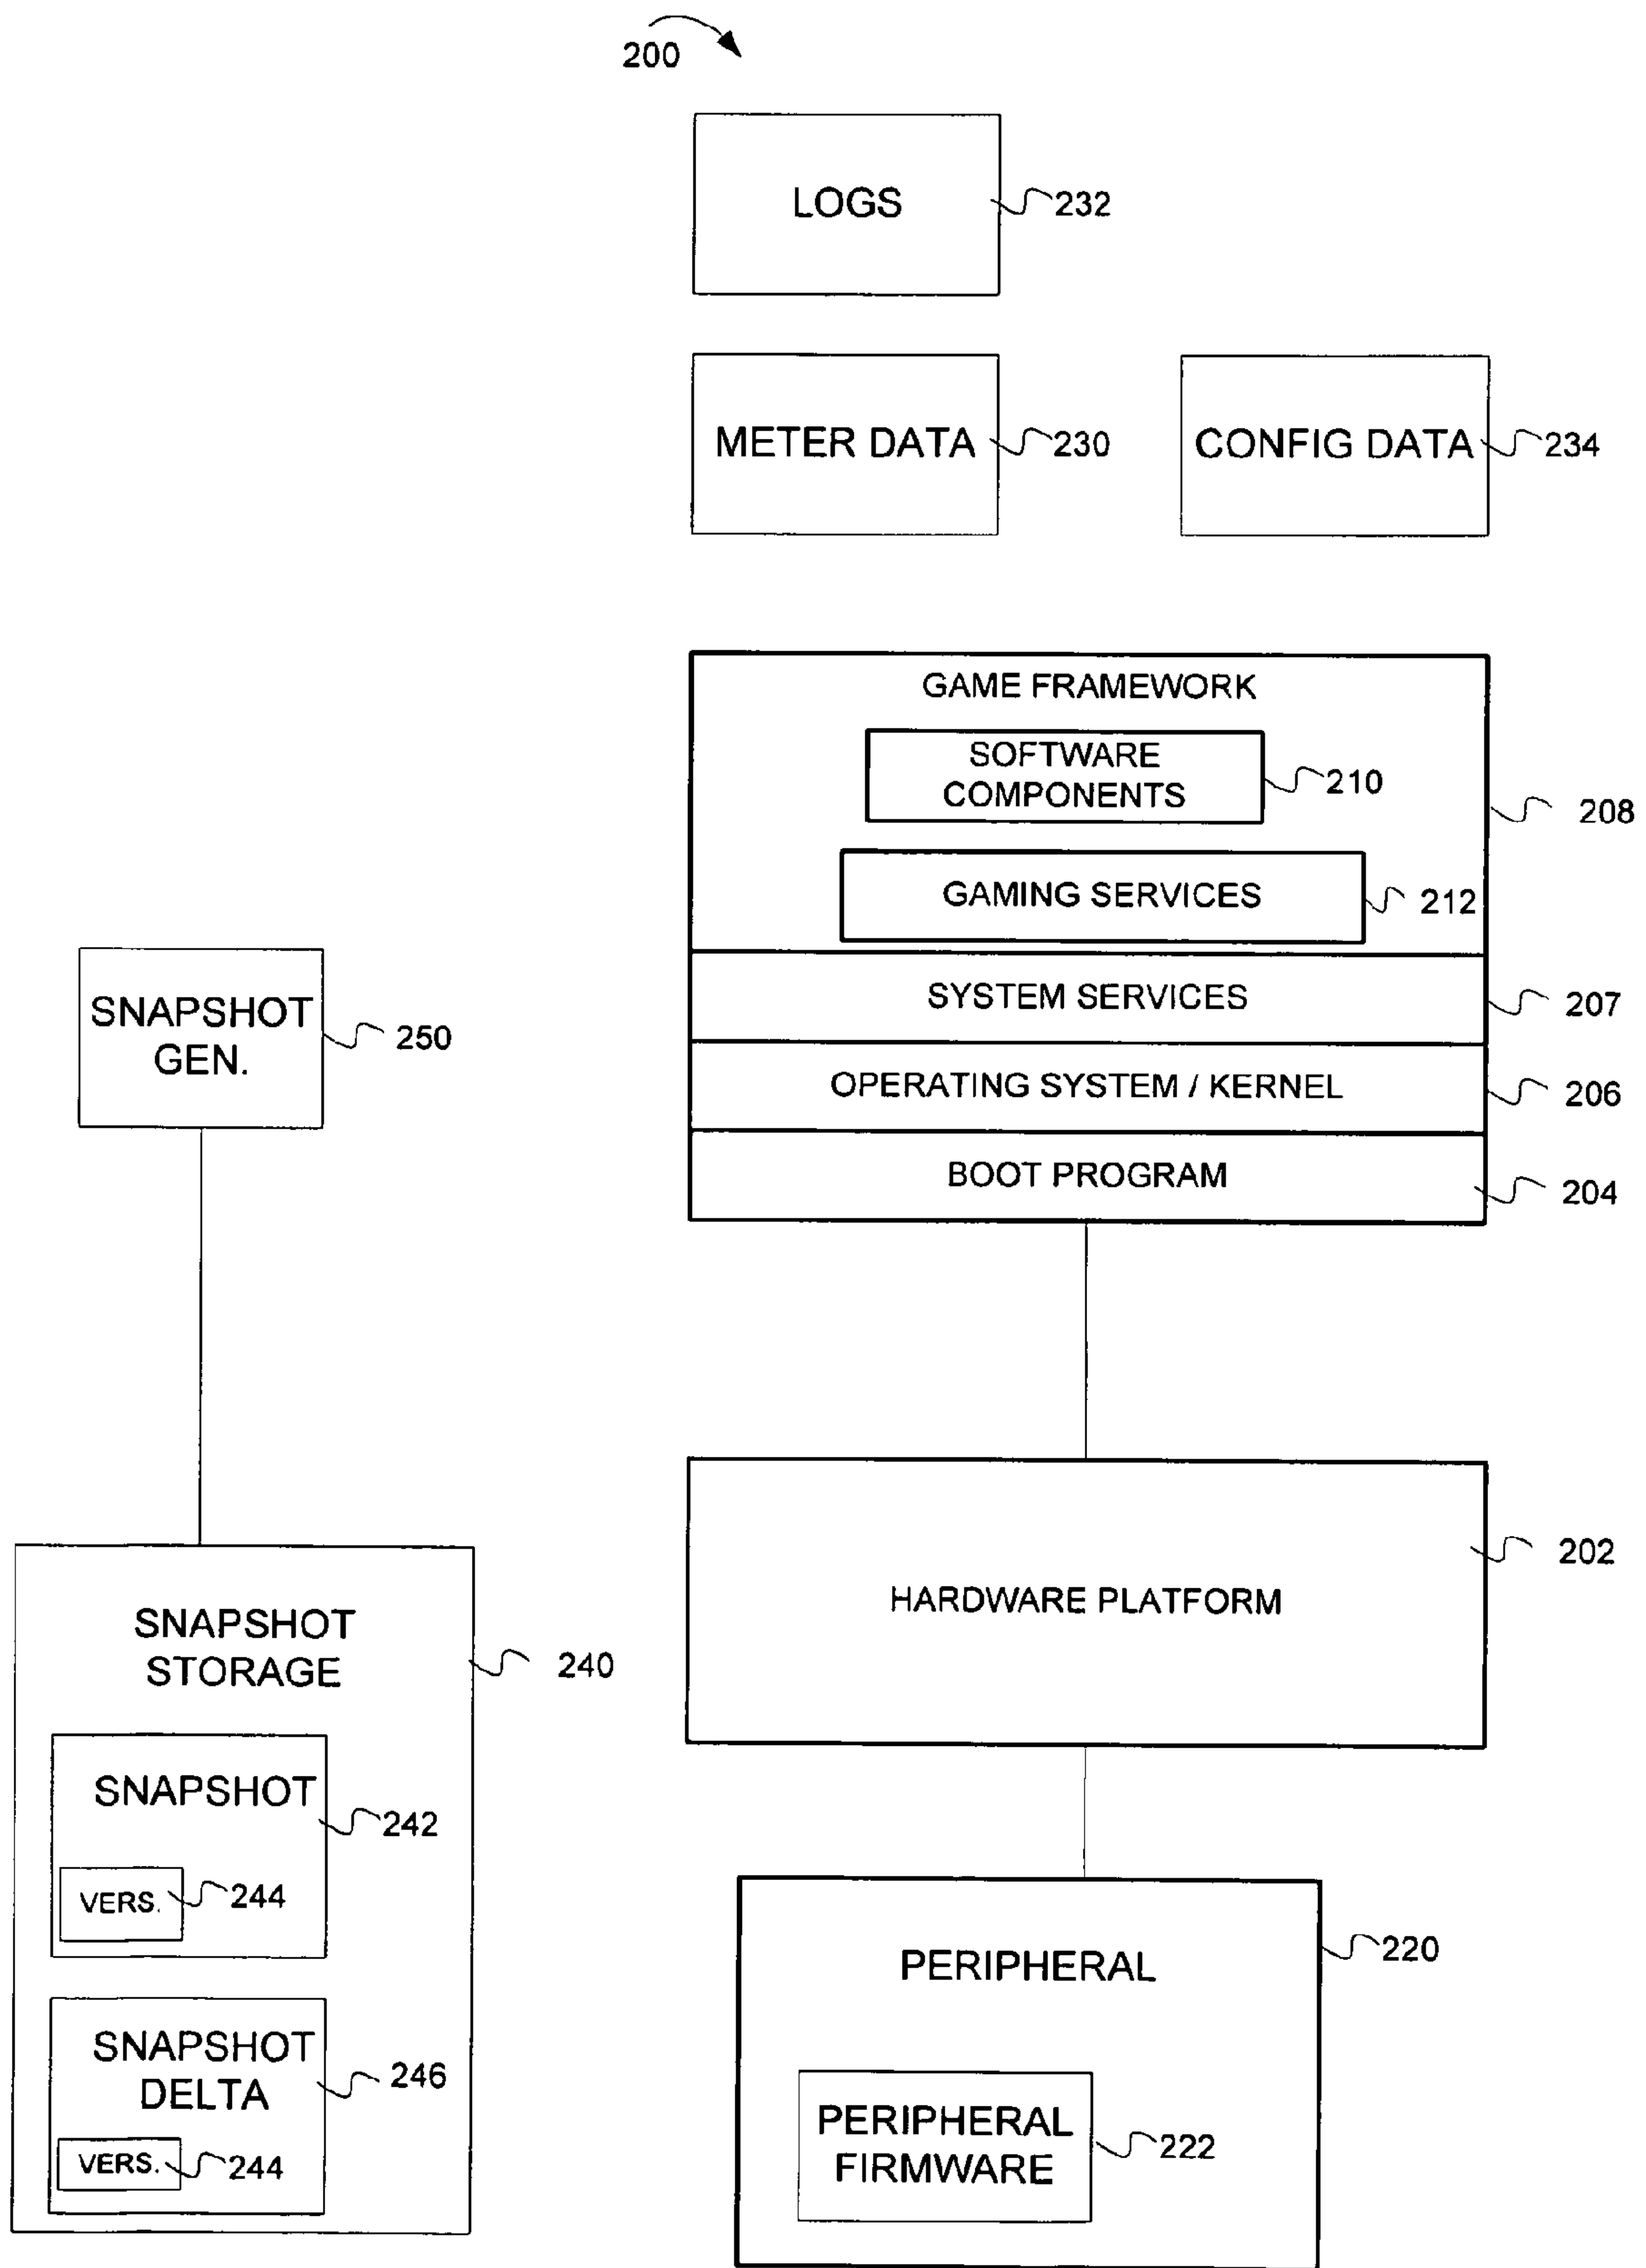 200
LOGS
232
METER DATA
230
CONFIG DATA
234
GAME FRAMEWORK
SOFTWARE
COMPONENTS
210
208
GAMING SERVICES
212
SYSTEM SERVICES
207
OPERATING SYSTEM / KERNEL
206
BOOT PROGRAM
204
SNAPSHOT
GEN.
250
HARDWARE PLATFORM
202
SNAPSHOT
STORAGE
240
SNAPSHOT
242
VERS.
244
SNAPSHOT
DELTA
246
VERS.
244
PERIPHERAL
220
PERIPHERAL
FIRMWARE
222